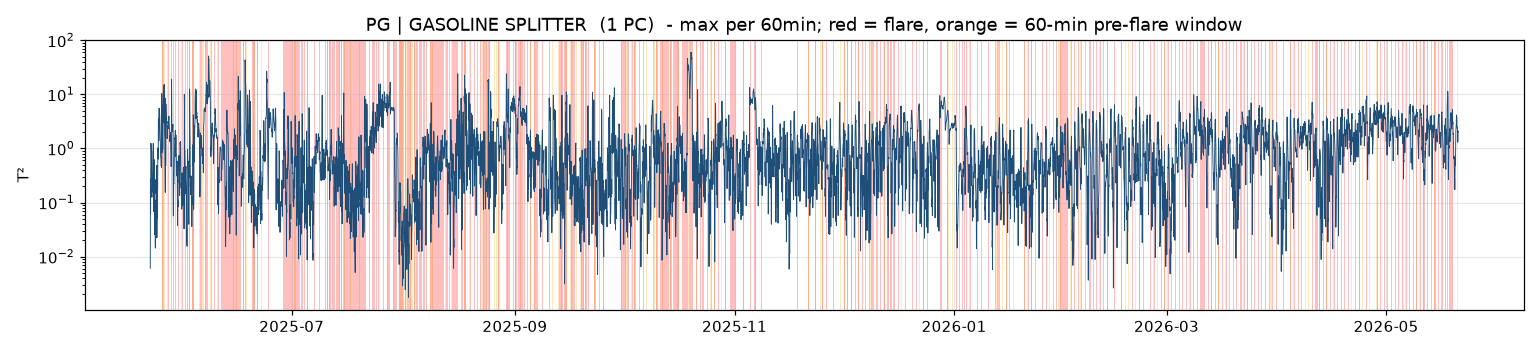 PG | GASOLINE SPLITTER (1 PC) - max per 60min; red = flare, orange = 60-min pre-flare window
T²
10²
10¹
10⁰
10⁻¹
10⁻²
2025-07 2025-09 2025-11 2026-01 2026-03 2026-05